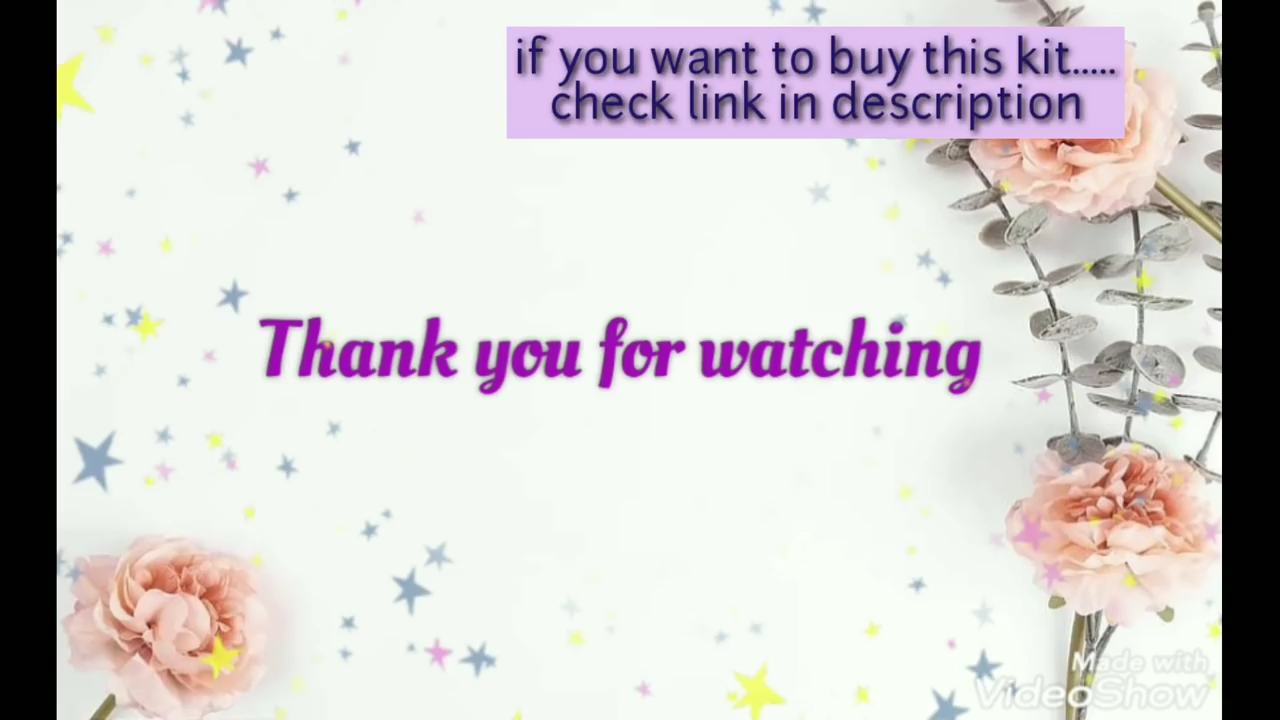 if you want to buy this kit.....
check link in description
Thank you for watching
Made with
VideoShow